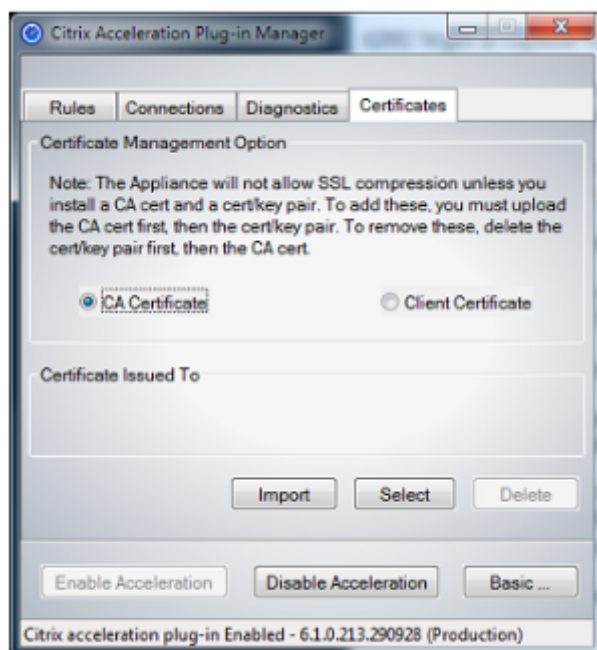 Citrix Acceleration Plug-in Manager
Rules Connections Diagnostics Certificates
Certificate Management Option
Note: The Appliance will not allow SSL compression unless you
install a CA cert and a cert/key pair. To add these, you must upload
the CA cert first, then the cert/key pair. To remove these, delete the
cert/key pair first, then the CA cert.
CA Certificate Client Certificate
Certificate Issued To
Import Select Delete
Enable Acceleration Disable Acceleration Basic ...
Citrix acceleration plug-in Enabled - 6.1.0.213.290928 (Production)